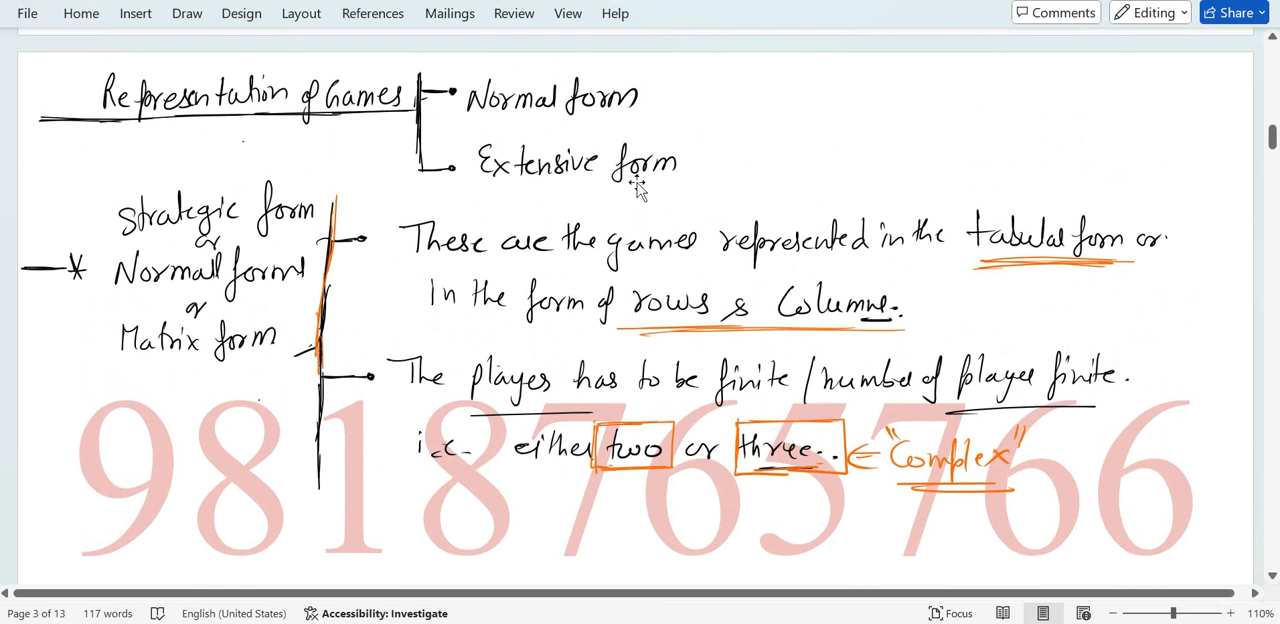 File Home Insert Draw Design Layout References Mailings Review View Help Comments Editing Share
Representation of Games
Normal form
Extensive form
Strategic form
or
Normal forms
or
Matrix form
These are the games represented in the tabular form or
In the form of rows & Columns.
The players has to be finite / number of player finite.
i.e. either two or three.. "Complex"
9818765766
Page 3 of 13 117 words English (United States) Accessibility: Investigate Focus 110%